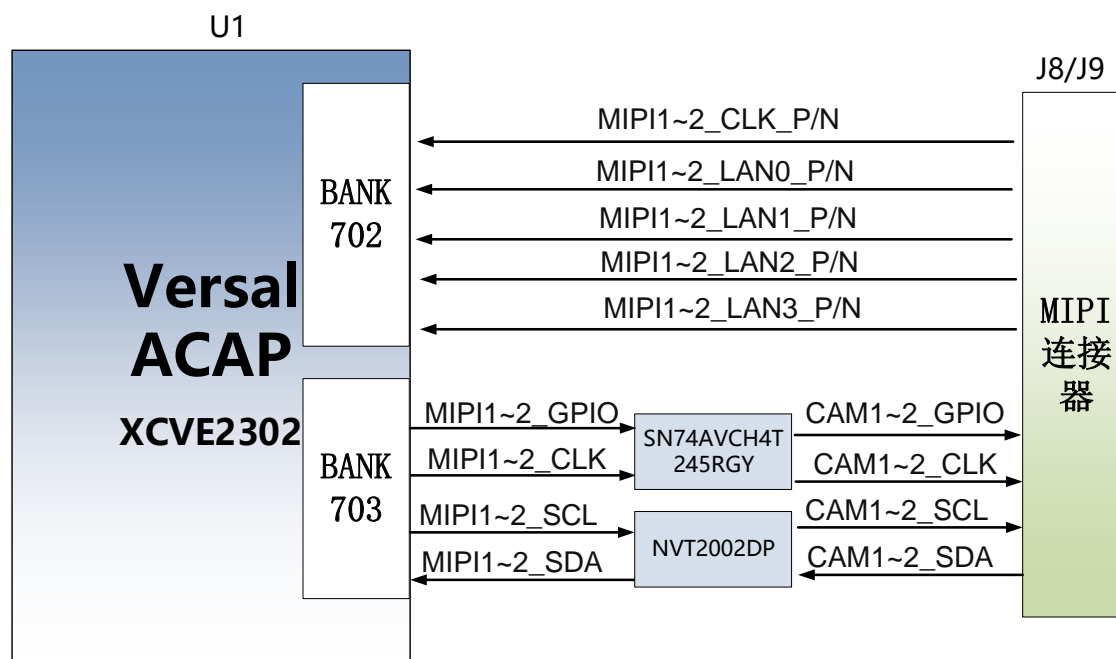 U1
J8/J9
Versal
ACAP
XCVE2302
BANK
702
MIPI1~2_CLK_P/N
MIPI1~2_LAN0_P/N
MIPI1~2_LAN1_P/N
MIPI1~2_LAN2_P/N
MIPI1~2_LAN3_P/N
BANK
703
MIPI1~2_GPIO
MIPI1~2_CLK
MIPI1~2_SCL
MIPI1~2_SDA
SN74AVCH4T
245RGY
NVT2002DP
CAM1~2_GPIO
CAM1~2_CLK
CAM1~2_SCL
CAM1~2_SDA
MIPI
连接
器